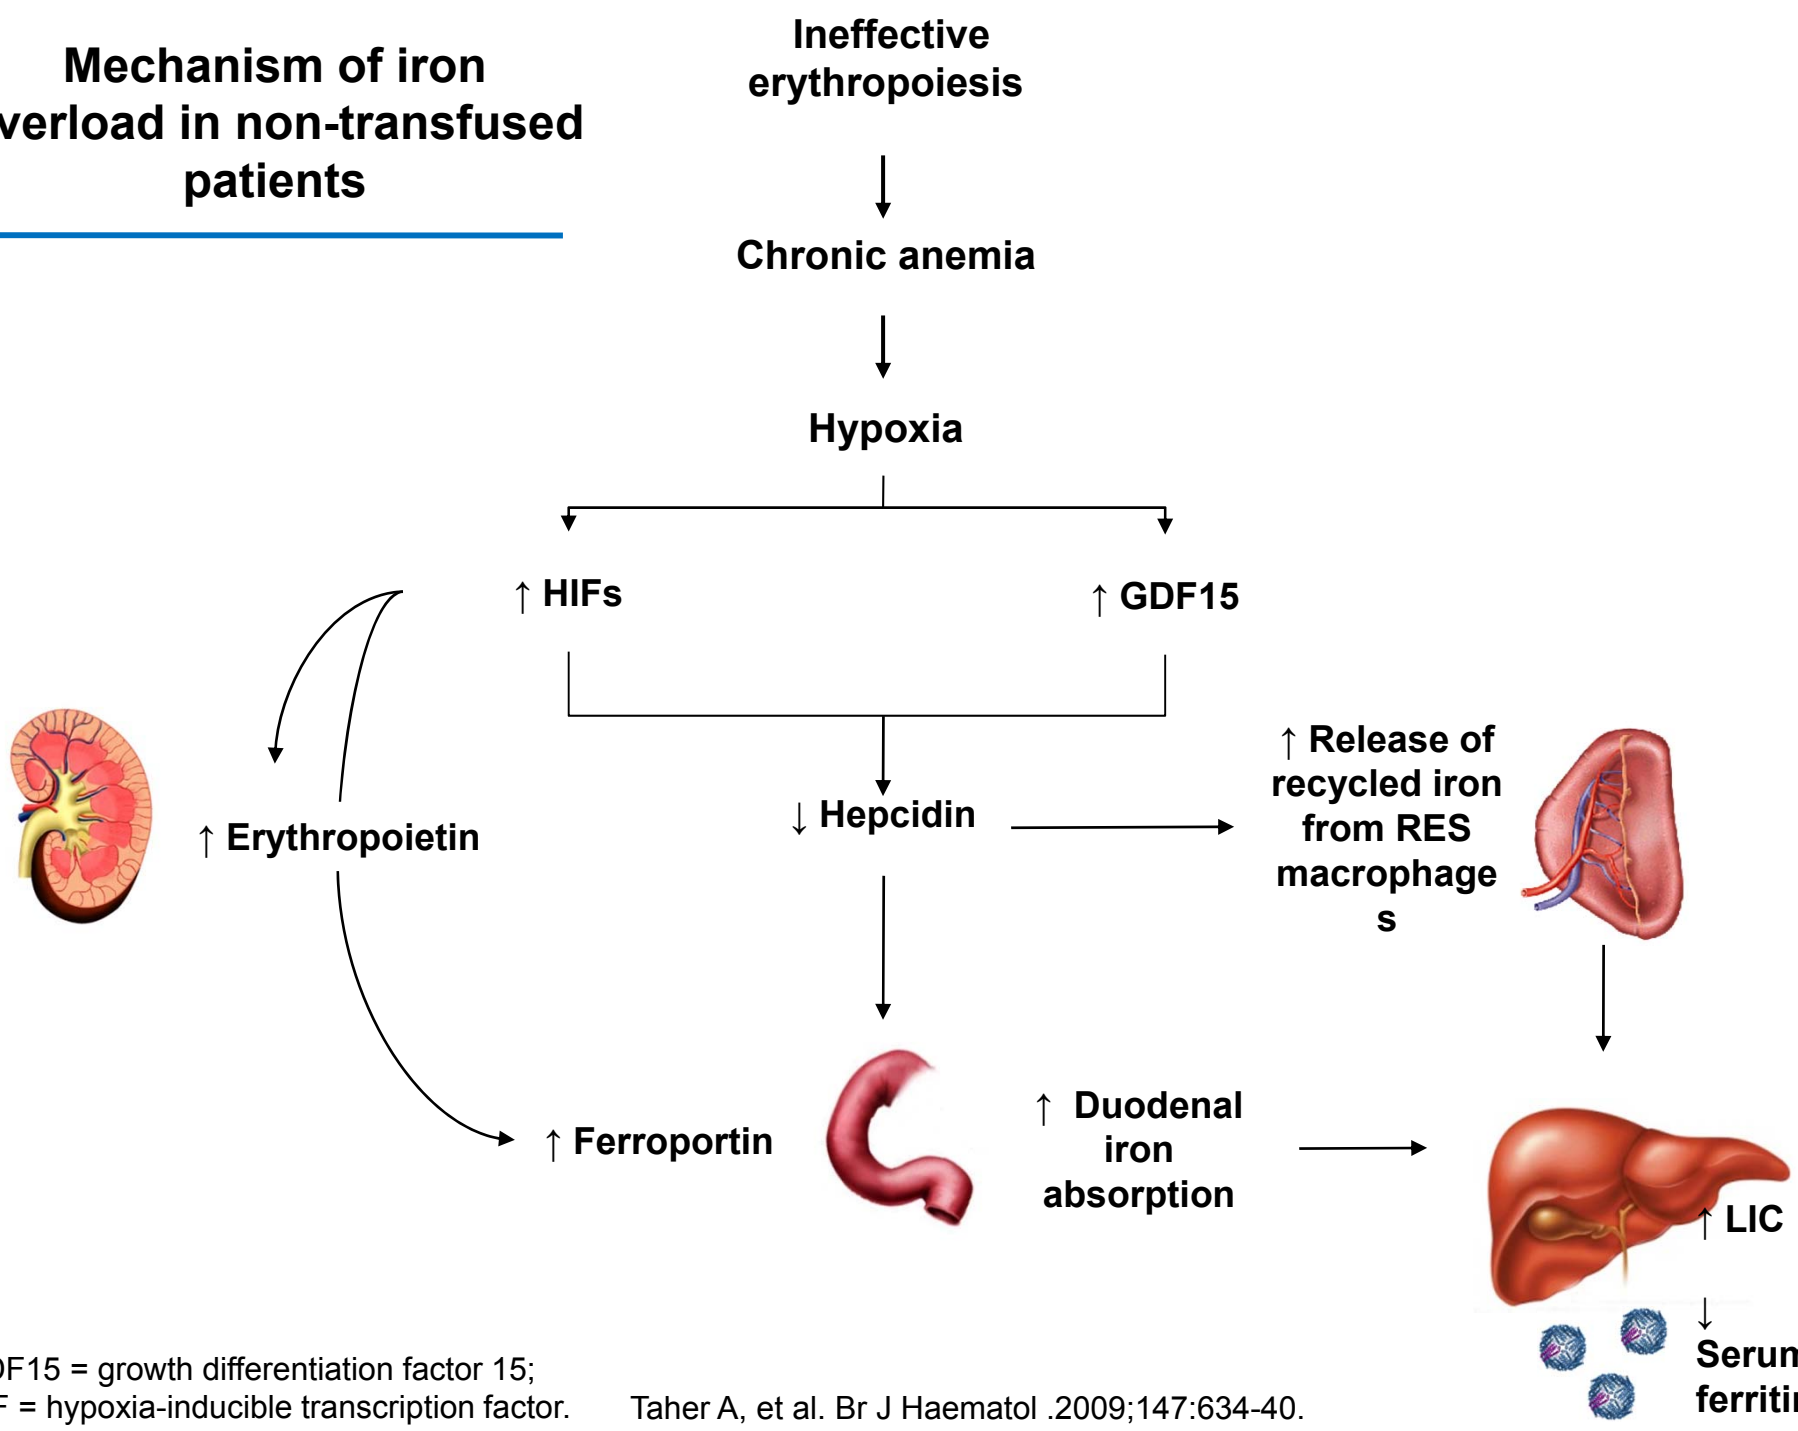 Mechanism of iron
verload in non-transfused
patients
Ineffective
erythropoiesis
Chronic anemia
Hypoxia
↑ HIFs
↑ GDF15
↑ Erythropoietin
↓ Hepcidin
↑ Release of
recycled iron
from RES
macrophage
s
↑ Ferroportin
↑ Duodenal
iron
absorption
↑ LIC
↓
Serum
ferritin
DF15 = growth differentiation factor 15;
F = hypoxia-inducible transcription factor.
Taher A, et al. Br J Haematol .2009;147:634-40.